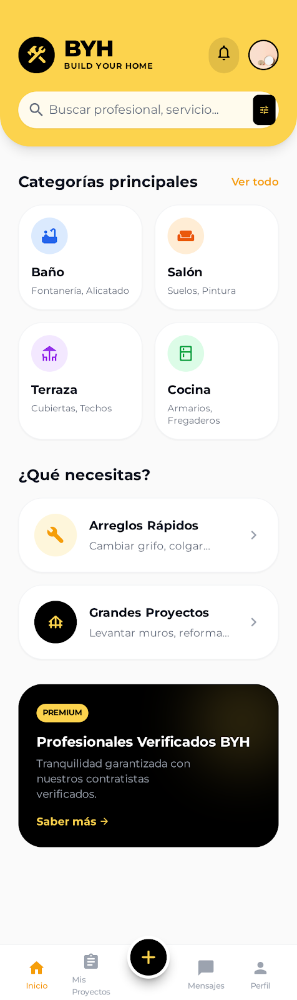 BYH
BUILD YOUR HOME
Buscar profesional, servicio...
Categorías principales
Ver todo
Baño
Fontanería, Alicatado
Salón
Suelos, Pintura
Terraza
Cubiertas, Techos
Cocina
Armarios,
Fregaderos
¿Qué necesitas?
Arreglos Rápidos
Cambiar grifo, colgar...
Grandes Proyectos
Levantar muros, reforma...
PREMIUM
Profesionales Verificados BYH
Tranquilidad garantizada con
nuestros contratistas
verificados.
Saber más →
Inicio
Mis
Proyectos
Mensajes
Perfil